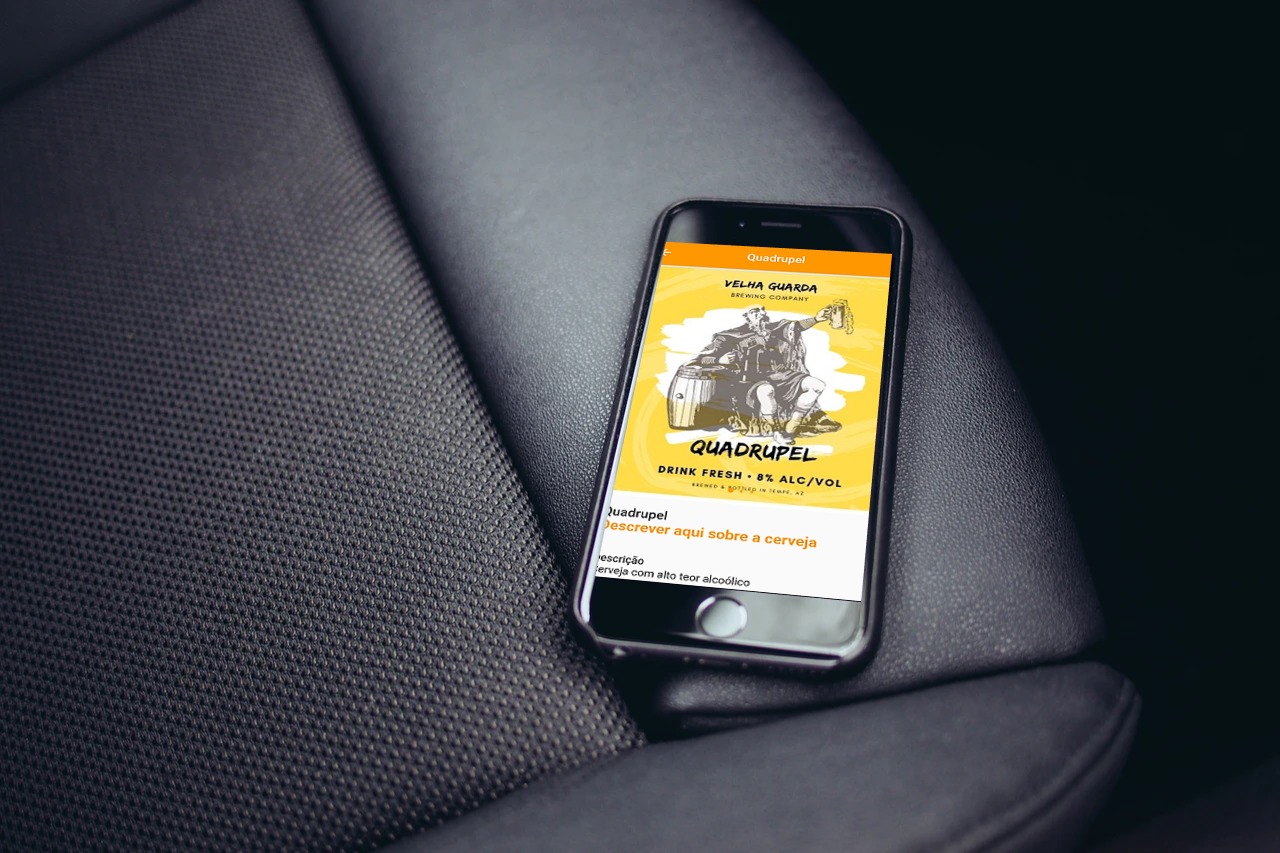 Quadrupel
VELHA GUARDA
BREWING COMPANY
QUADRUPEL
DRINK FRESH • 8% ALC/VOL
BREWED & BOTTLED IN TEMPE, AZ
Quadrupel
Descrever aqui sobre a cerveja
Descrição
Cerveja com alto teor alcoólico